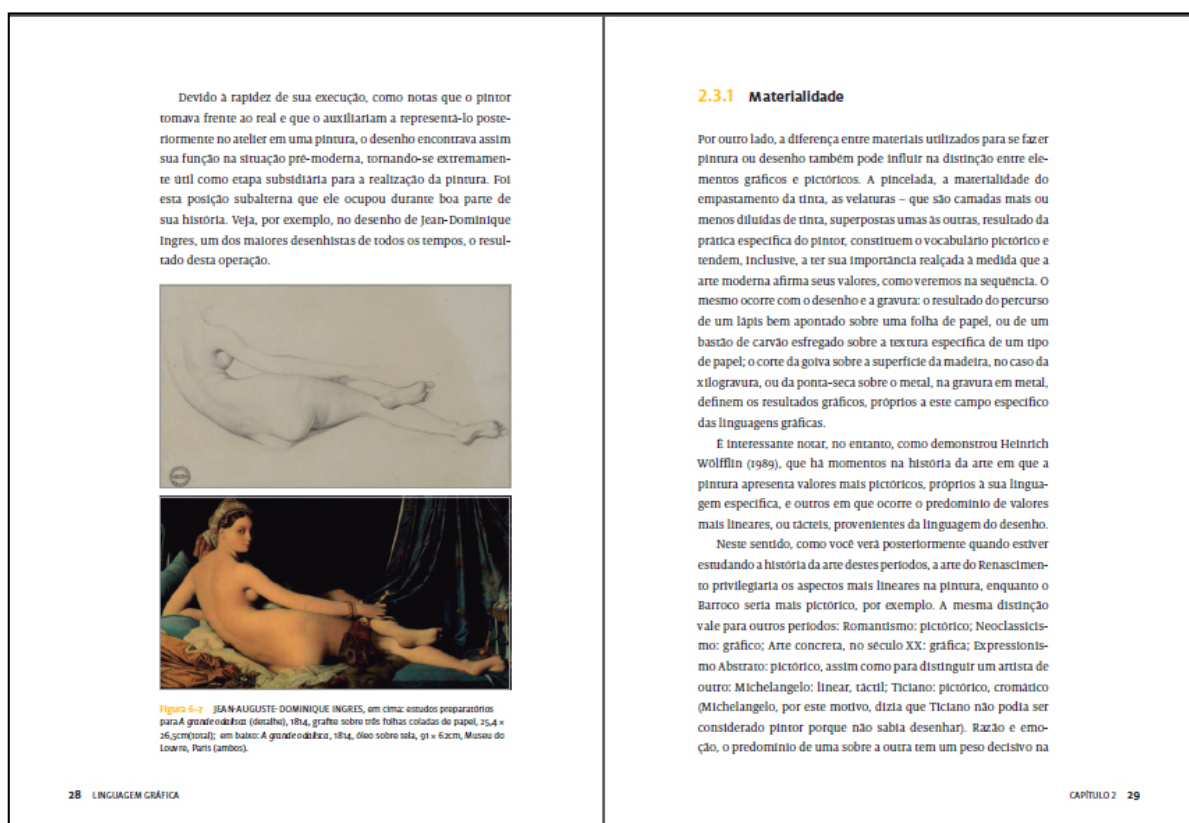 Devido à rapidez de sua execução, como notas que o pintor
tomava frente ao real e que o auxiliariam a representá-lo poste-
riormente no atelier em uma pintura, o desenho encontrava assim
sua função na situação pré-moderna, tornando-se extremamen-
te útil como etapa subsidiária para a realização da pintura. Foi
esta posição subalterna que ele ocupou durante boa parte de
sua história. Veja, por exemplo, no desenho de Jean-Dominique
Ingres, um dos maiores desenhistas de todos os tempos, o resul-
tado desta operação.
Figura 6-7 JEAN-AUGUSTE-DOMINIQUE INGRES, em cima: estudos preparatórios
para A grande odalisca (detalhe), 1814, grafite sobre três folhas coladas de papel, 25,4 ×
26,5cm(total); em baixo: A grande odalisca, 1814, óleo sobre tela, 91 × 62cm, Museu do
Louvre, Paris (ambos).
28 LINGUAGEM GRÁFICA
2.3.1 Materialidade
Por outro lado, a diferença entre materiais utilizados para se fazer
pintura ou desenho também pode influir na distinção entre ele-
mentos gráficos e pictóricos. A pincelada, a materialidade do
empastamento da tinta, as velaturas – que são camadas mais ou
menos diluídas de tinta, superpostas umas às outras, resultado da
prática específica do pintor, constituem o vocabulário pictórico e
tendem, inclusive, a ter sua importância realçada à medida que a
arte moderna afirma seus valores, como veremos na sequência. O
mesmo ocorre com o desenho e a gravura: o resultado do percurso
de um lápis bem apontado sobre uma folha de papel, ou de um
bastão de carvão esfregado sobre a textura específica de um tipo
de papel; o corte da goiva sobre a superfície da madeira, no caso da
xilogravura, ou da ponta-seca sobre o metal, na gravura em metal,
definem os resultados gráficos, próprios a este campo específico
das linguagens gráficas.
É interessante notar, no entanto, como demonstrou Heinrich
Wölfflin (1989), que há momentos na história da arte em que a
pintura apresenta valores mais pictóricos, próprios à sua lingua-
gem específica, e outros em que ocorre o predomínio de valores
mais lineares, ou tácteis, provenientes da linguagem do desenho.
Neste sentido, como você verá posteriormente quando estiver
estudando a história da arte destes períodos, a arte do Renascimen-
to privilegiaria os aspectos mais lineares na pintura, enquanto o
Barroco seria mais pictórico, por exemplo. A mesma distinção
vale para outros períodos: Romantismo: pictórico; Neoclassicis-
mo: gráfico; Arte concreta, no século XX: gráfica; Expressionis-
mo Abstrato: pictórico, assim como para distinguir um artista de
outro: Michelangelo: linear, táctil; Ticiano: pictórico, cromático
(Michelangelo, por este motivo, dizia que Ticiano não podia ser
considerado pintor porque não sabia desenhar). Razão e emo-
ção, o predomínio de uma sobre a outra tem um peso decisivo na
CAPÍTULO 2 29